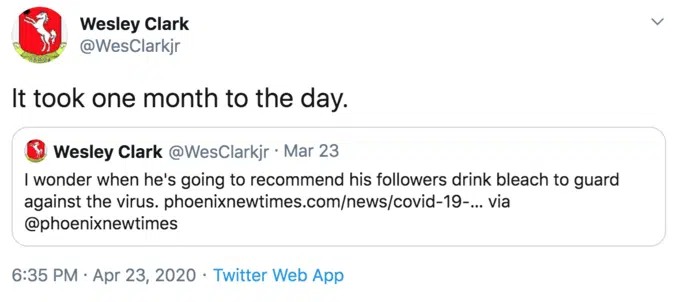 Wesley Clark
@WesClarkjr
It took one month to the day.
Wesley Clark @WesClarkjr · Mar 23
I wonder when he's going to recommend his followers drink bleach to guard
against the virus. phoenixnewtimes.com/news/covid-19-... via
@phoenixnewtimes
6:35 PM · Apr 23, 2020 · Twitter Web App